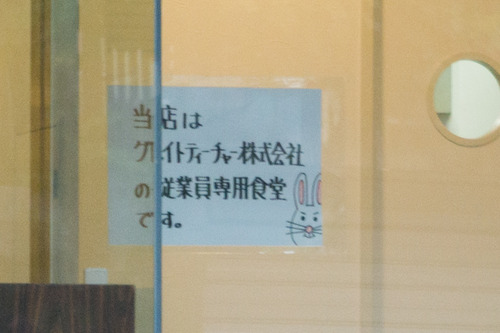 当店は
グレイトティーチャー株式会社
の従業員専用食堂
です。